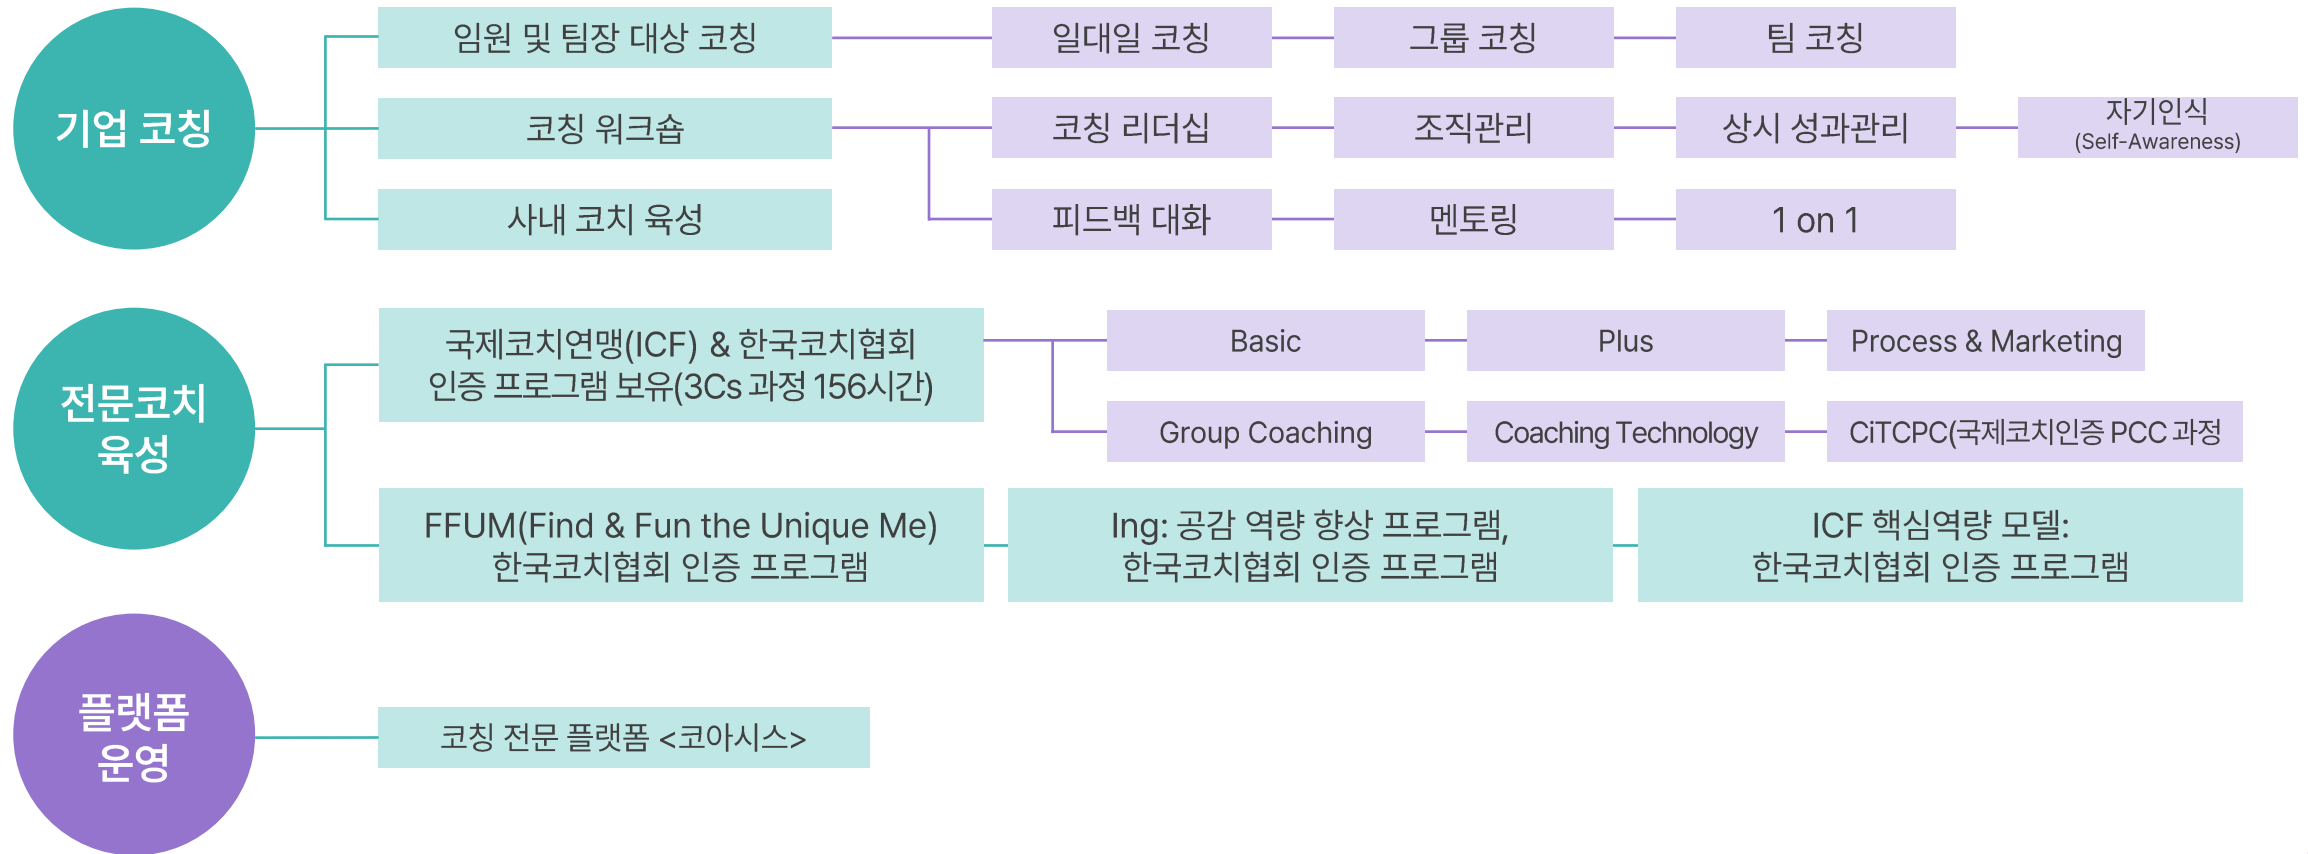 기업 코칭
임원 및 팀장 대상 코칭
일대일 코칭
그룹 코칭
팀 코칭
코칭 워크숍
코칭 리더십
조직관리
상시 성과관리
자기인식
(Self-Awareness)
피드백 대화
멘토링
1 on 1
사내 코치 육성
전문코치
육성
국제코치연맹(ICF) & 한국코치협회
인증 프로그램 보유(3Cs 과정 156시간)
Basic
Plus
Process & Marketing
Group Coaching
Coaching Technology
CiTCPC(국제코치인증 PCC 과정
FFUM(Find & Fun the Unique Me)
한국코치협회 인증 프로그램
Ing: 공감 역량 향상 프로그램,
한국코치협회 인증 프로그램
ICF 핵심역량 모델:
한국코치협회 인증 프로그램
플랫폼
운영
코칭 전문 플랫폼 <코아시스>